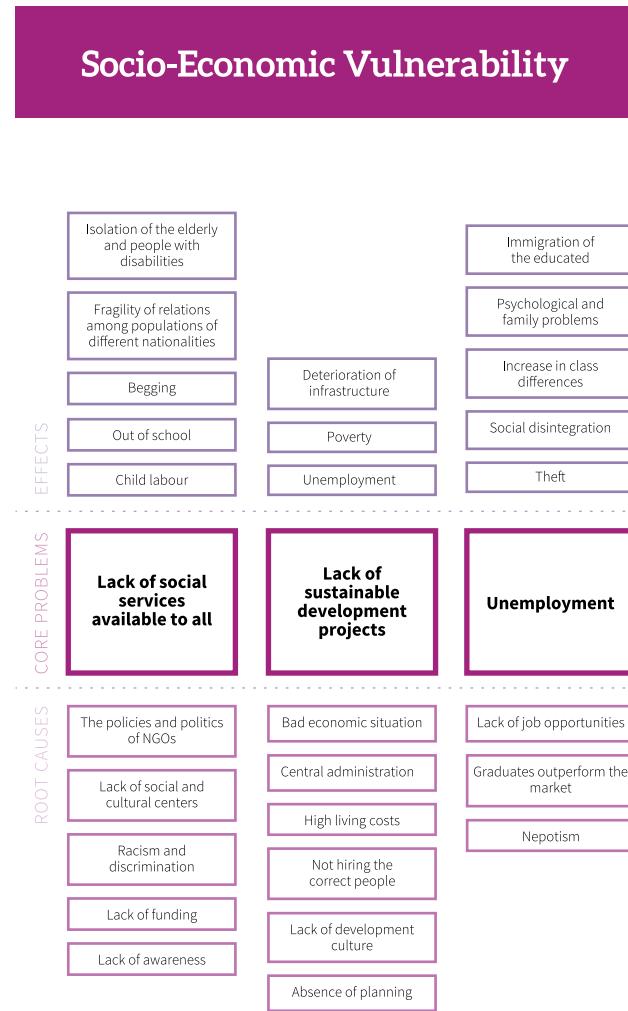 Socio-Economic Vulnerability
EFFECTS
Isolation of the elderly
and people with
disabilities
Fragility of relations
among populations of
different nationalities
Begging
Out of school
Child labour
Deterioration of
infrastructure
Poverty
Unemployment
Immigration of
the educated
Psychological and
family problems
Increase in class
differences
Social disintegration
Theft
CORE PROBLEMS
Lack of social
services
available to all
Lack of
sustainable
development
projects
Unemployment
ROOT CAUSES
The policies and politics
of NGOs
Lack of social and
cultural centers
Racism and
discrimination
Lack of funding
Lack of awareness
Bad economic situation
Central administration
High living costs
Not hiring the
correct people
Lack of development
culture
Absence of planning
Lack of job opportunities
Graduates outperform the
market
Nepotism